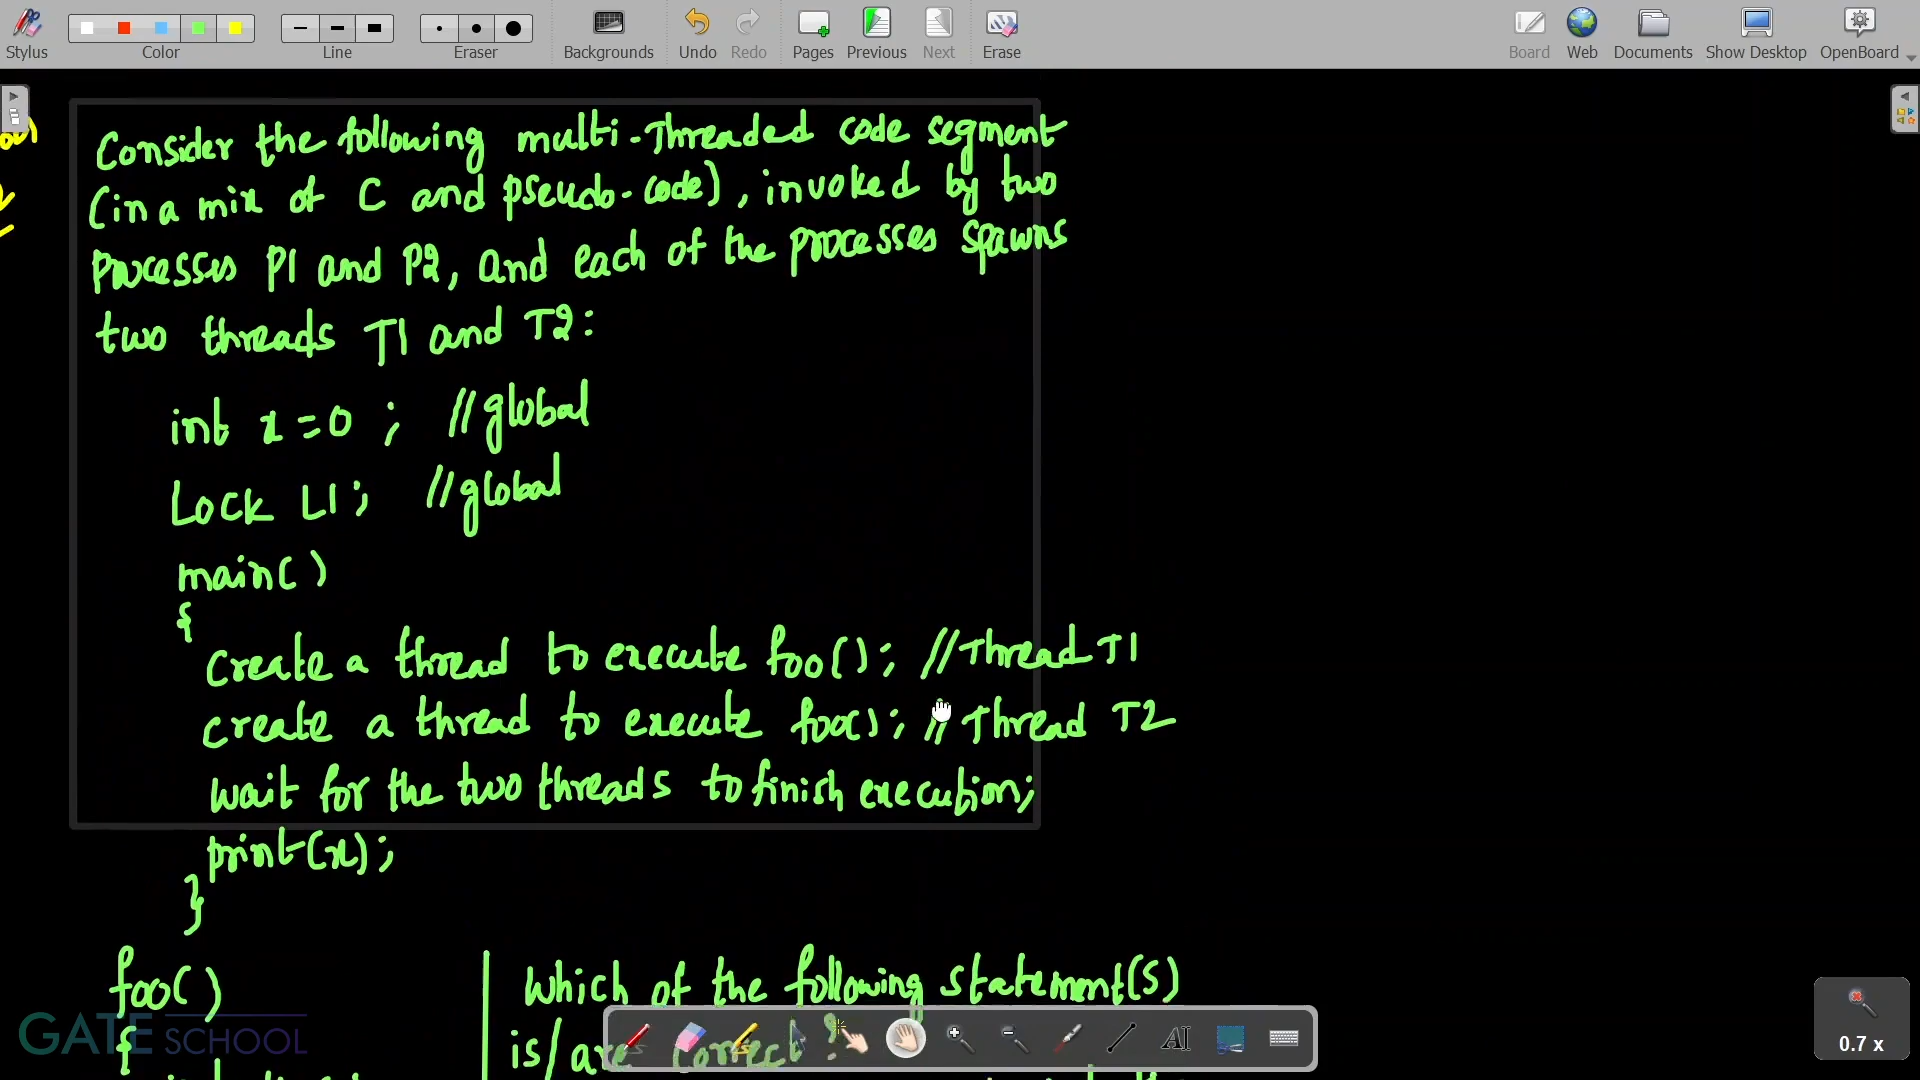 Stylus Color Line Eraser Backgrounds Undo Redo Pages Previous Next Erase Board Web Documents Show Desktop OpenBoard
Consider the following multi-Threaded code segment
(in a mix of C and pseudo-code), invoked by two
processes P1 and P2, and each of the processes spawns
two threads T1 and T2:
int x=0; //global
Lock L1; //global
main()
{
create a thread to execute foo(); //Thread T1
create a thread to execute foo(); //Thread T2
wait for the two threads to finish execution;
print(x);
}
foo()
{
Which of the following statement(s)
is/are correct?
GATE SCHOOL
0.7 x